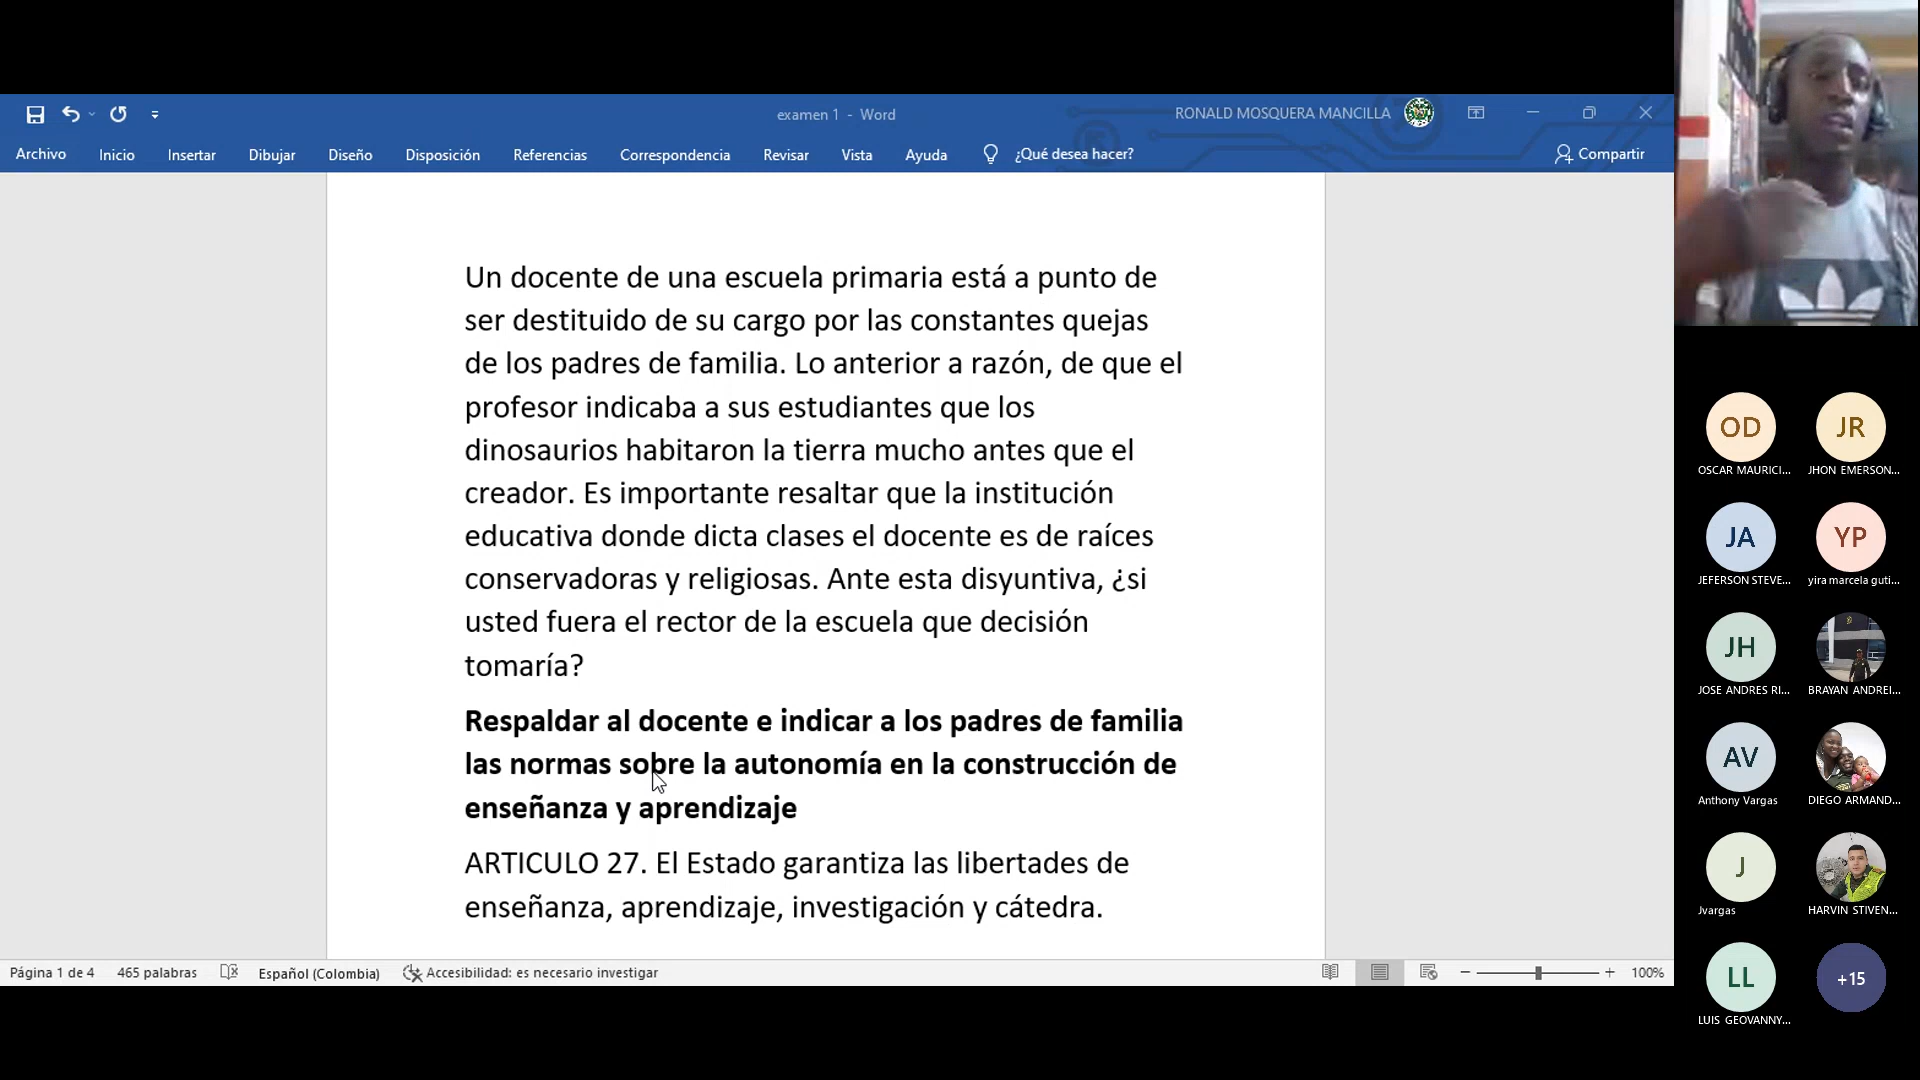 examen 1 - Word
RONALD MOSQUERA MANCILLA
Archivo Inicio Insertar Dibujar Diseño Disposición Referencias Correspondencia Revisar Vista Ayuda ¿Qué desea hacer? Compartir
Un docente de una escuela primaria está a punto de
ser destituido de su cargo por las constantes quejas
de los padres de familia. Lo anterior a razón, de que el
profesor indicaba a sus estudiantes que los
dinosaurios habitaron la tierra mucho antes que el
creador. Es importante resaltar que la institución
educativa donde dicta clases el docente es de raíces
conservadoras y religiosas. Ante esta disyuntiva, ¿si
usted fuera el rector de la escuela que decisión
tomaría?
Respaldar al docente e indicar a los padres de familia
las normas sobre la autonomía en la construcción de
enseñanza y aprendizaje
ARTICULO 27. El Estado garantiza las libertades de
enseñanza, aprendizaje, investigación y cátedra.
Página 1 de 4 465 palabras Español (Colombia) Accesibilidad: es necesario investigar 100%
OD JR
OSCAR MAURICI... JHON EMERSON...
JA YP
JEFERSON STEVE... yira marcela guti...
JH
JOSE ANDRES RI... BRAYAN ANDREI...
AV
Anthony Vargas DIEGO ARMAND...
J
Jvargas HARVIN STIVEN...
LL +15
LUIS GEOVANNY...